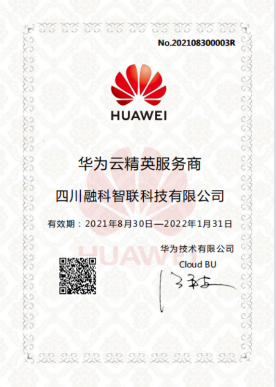 No.202108300003R
HUAWEI
华为云精英服务商
四川融科智联科技有限公司
有效期：2021年8月30日—2022年1月31日
华为技术有限公司
Cloud BU